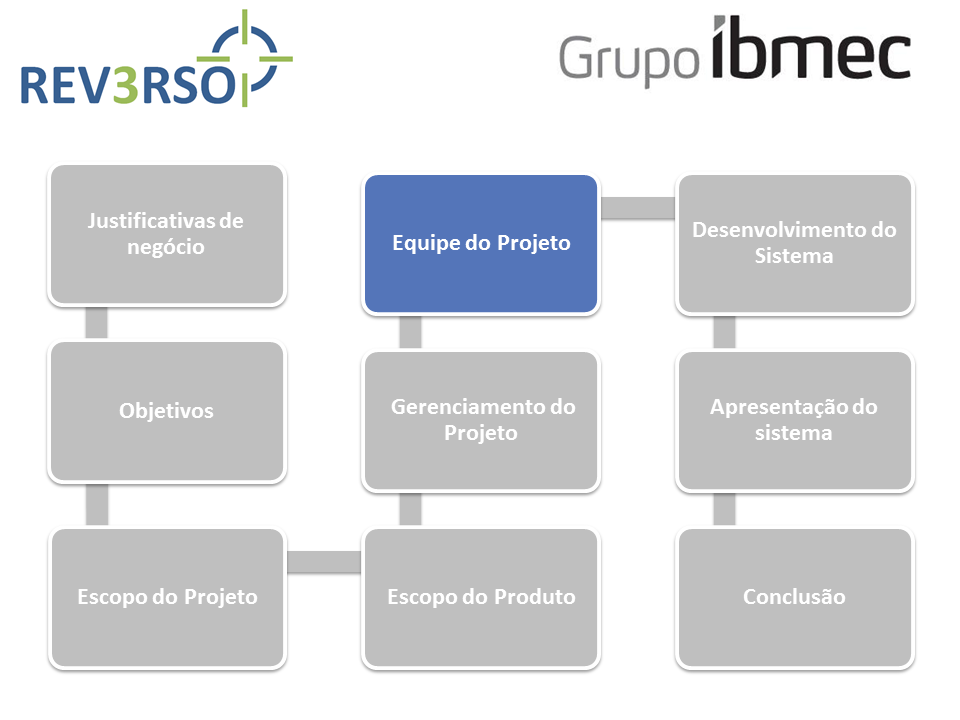 REV3RSO
Grupo ibmec
Justificativas de
negócio
Objetivos
Escopo do Projeto
Escopo do Produto
Gerenciamento do
Projeto
Equipe do Projeto
Desenvolvimento do
Sistema
Apresentação do
sistema
Conclusão